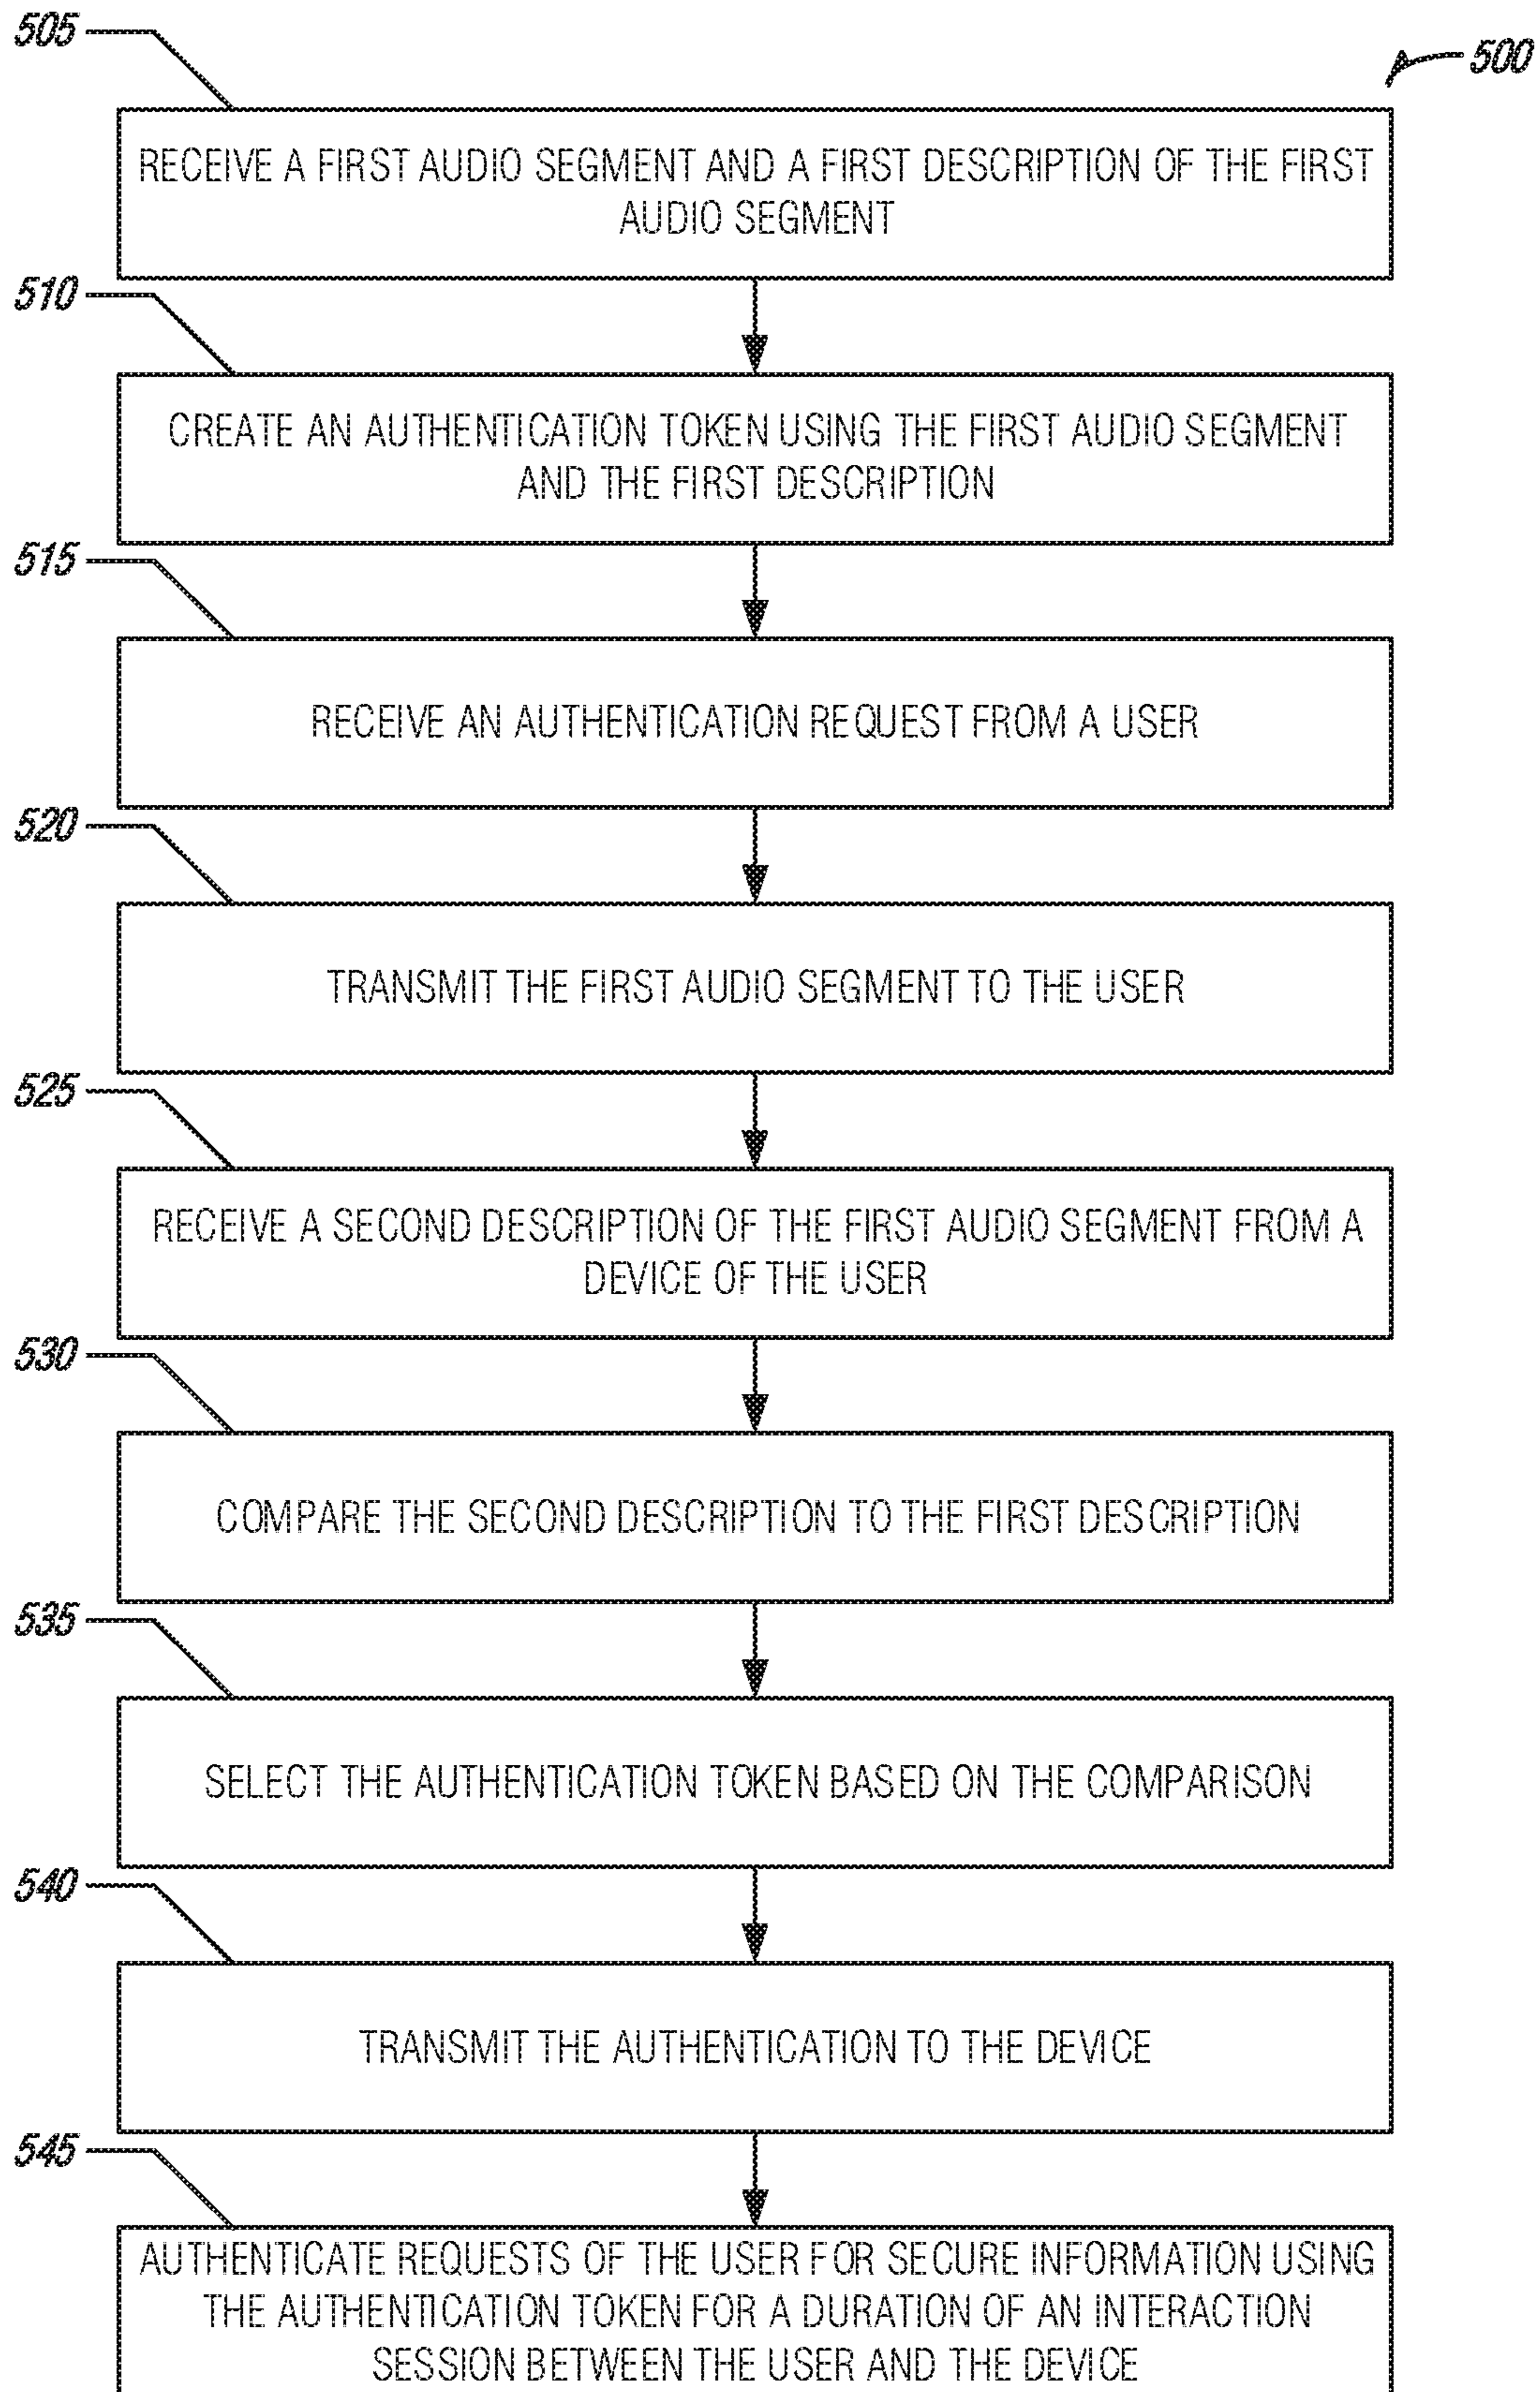 505
500
RECEIVE A FIRST AUDIO SEGMENT AND A FIRST DESCRIPTION OF THE FIRST
AUDIO SEGMENT
510
CREATE AN AUTHENTICATION TOKEN USING THE FIRST AUDIO SEGMENT
AND THE FIRST DESCRIPTION
515
RECEIVE AN AUTHENTICATION REQUEST FROM A USER
520
TRANSMIT THE FIRST AUDIO SEGMENT TO THE USER
525
RECEIVE A SECOND DESCRIPTION OF THE FIRST AUDIO SEGMENT FROM A
DEVICE OF THE USER
530
COMPARE THE SECOND DESCRIPTION TO THE FIRST DESCRIPTION
535
SELECT THE AUTHENTICATION TOKEN BASED ON THE COMPARISON
540
TRANSMIT THE AUTHENTICATION TO THE DEVICE
545
AUTHENTICATE REQUESTS OF THE USER FOR SECURE INFORMATION USING
THE AUTHENTICATION TOKEN FOR A DURATION OF AN INTERACTION
SESSION BETWEEN THE USER AND THE DEVICE